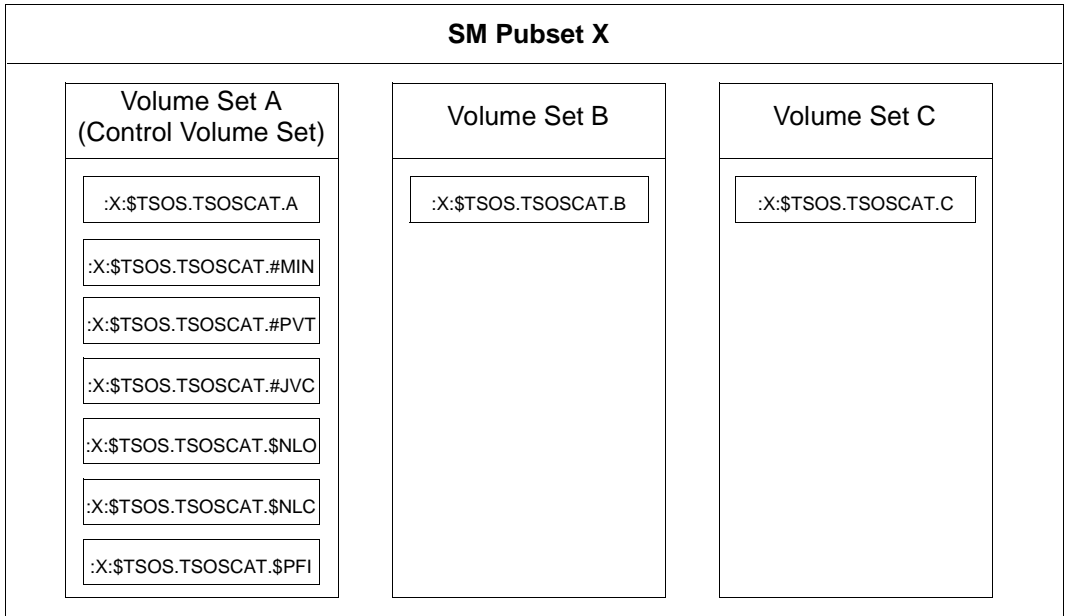 SM Pubset X
Volume Set A
(Control Volume Set)
:X:$TSOS.TSOSCAT.A
:X:$TSOS.TSOSCAT.#MIN
:X:$TSOS.TSOSCAT.#PVT
:X:$TSOS.TSOSCAT.#JVC
:X:$TSOS.TSOSCAT.$NLO
:X:$TSOS.TSOSCAT.$NLC
:X:$TSOS.TSOSCAT.$PFI
Volume Set B
:X:$TSOS.TSOSCAT.B
Volume Set C
:X:$TSOS.TSOSCAT.C